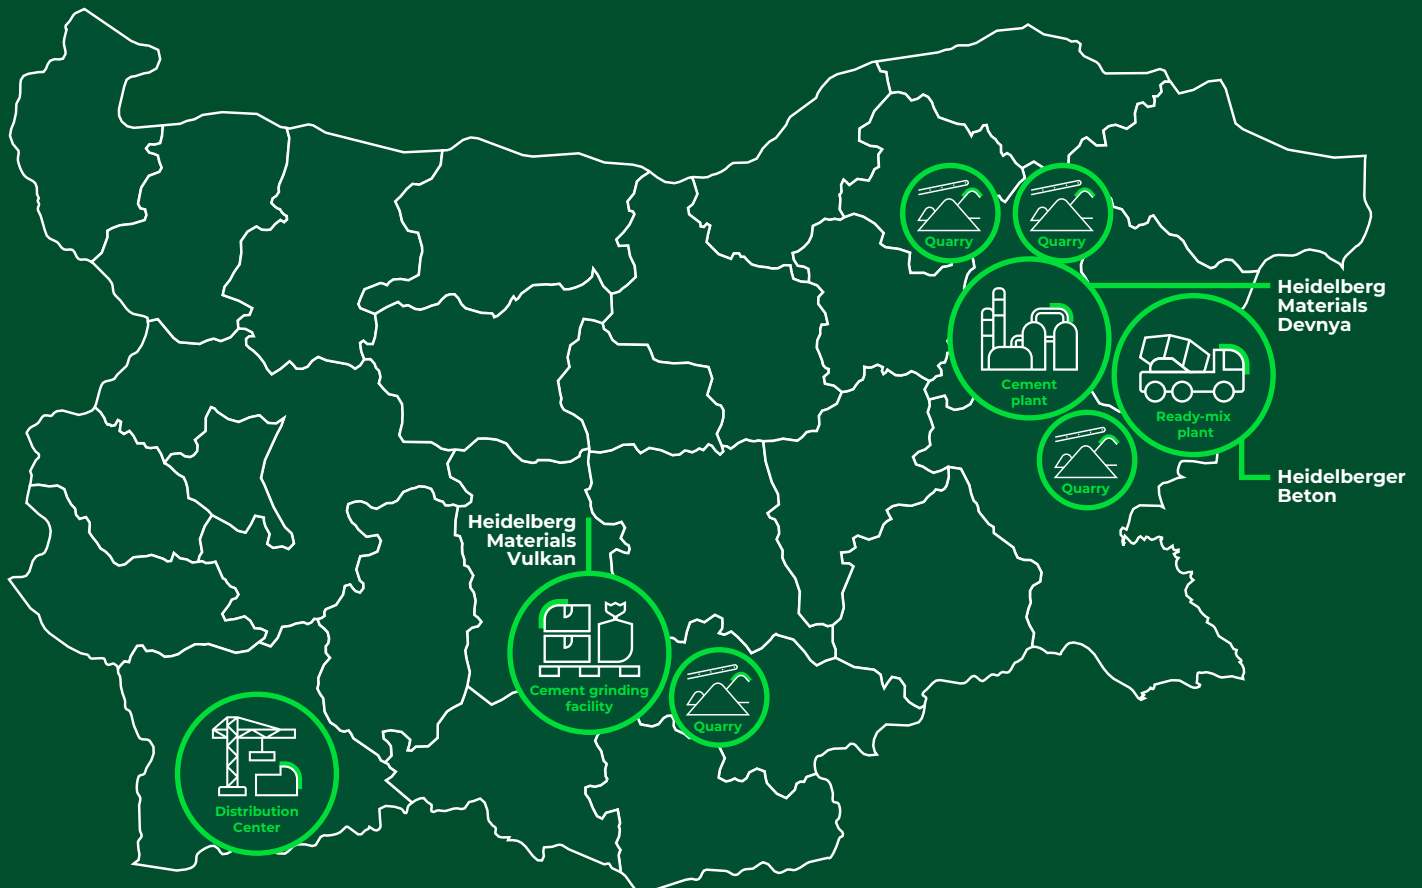 Quarry
Quarry
Heidelberg
Materials
Devnya
Cement
plant
Ready-mix
plant
Quarry
Heidelberger
Beton
Heidelberg
Materials
Vulkan
Cement grinding
facility
Quarry
Distribution
Center